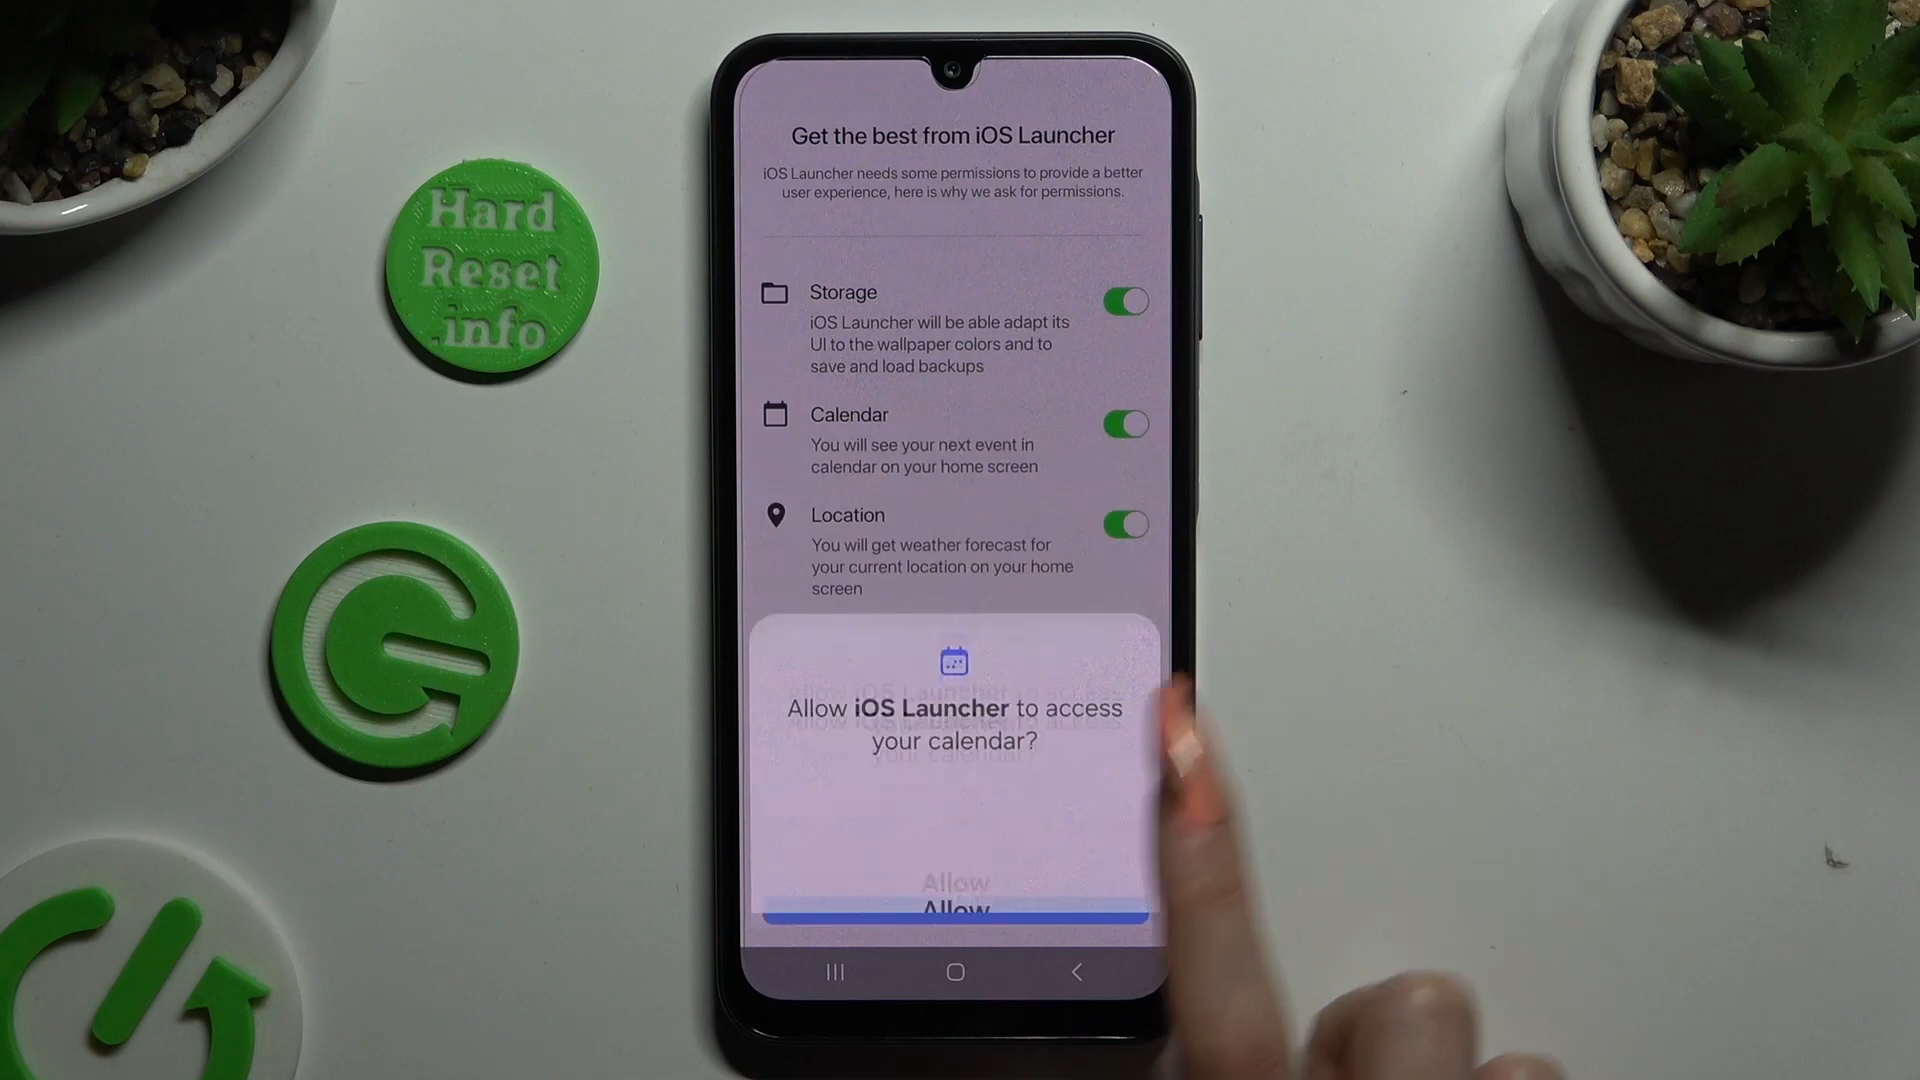 Hard
Reset
.info
Get the best from iOS Launcher
iOS Launcher needs some permissions to provide a better
user experience, here is why we ask for permissions.
Storage
iOS Launcher will be able adapt its
UI to the wallpaper colors and to
save and load backups
Calendar
You will see your next event in
calendar on your home screen
Location
You will get weather forecast for
your current location on your home
screen
Allow iOS Launcher to access
your calendar?
Allow
Allow